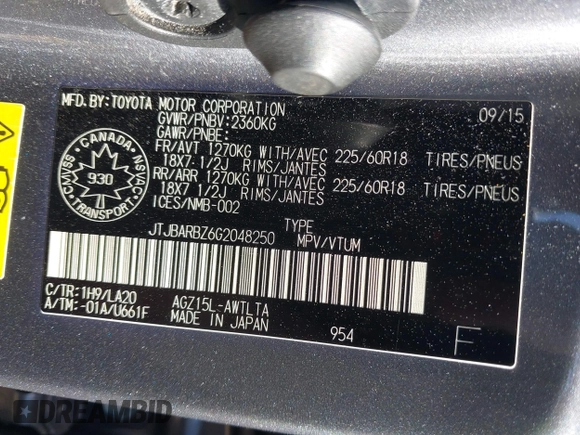 MFD.BY:TOYOTA MOTOR CORPORATION 09/15
GVWR/PNBV:2360KG
GAWR/PNBE:
FR/AVT 1270KG WITH/AVEC 225/60R18 TIRES/PNEUS
18X7 1/2J RIMS/JANTES
RR/ARR 1270KG WITH/AVEC 225/60R18 TIRES/PNEUS
18X7 1/2J RIMS/JANTES
ICES/NMB-002
CANADA
CMVSS NSVAC
930
TRANSPORT
TYPE
JTJBARBZ6G2048250 MPV/VTUM
C/TR:1H9/LA20 AGZ15L-AWTLTA
A/TM:-01A/U661F MADE IN JAPAN 954 F
DREAMBID